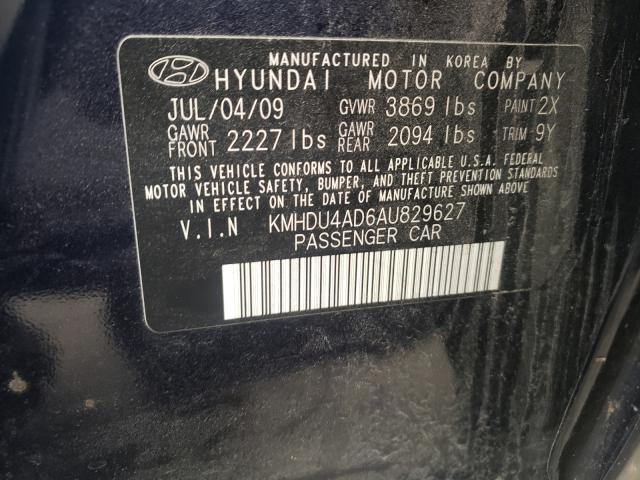 MANUFACTURED IN KOREA BY
HYUNDAI MOTOR COMPANY
JUL/04/09 GVWR 3869 lbs PAINT 2X
GAWR FRONT 2227 lbs GAWR REAR 2094 lbs TRIM 9Y
THIS VEHICLE CONFORMS TO ALL APPLICABLE U.S.A. FEDERAL
MOTOR VEHICLE SAFETY, BUMPER, AND THEFT PREVENTION STANDARDS
IN EFFECT ON THE DATE OF MANUFACTURE SHOWN ABOVE
V.I.N KMHDU4AD6AU829627
PASSENGER CAR